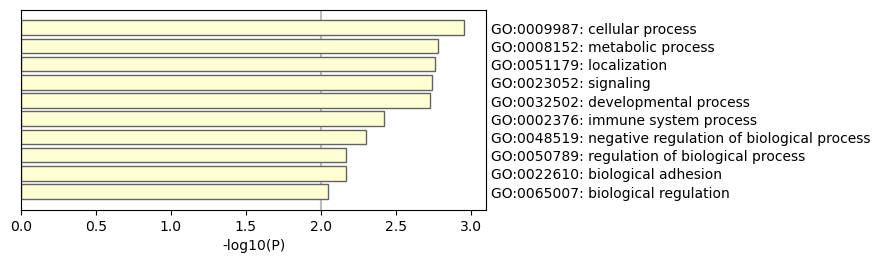 GO:0009987: cellular process
GO:0008152: metabolic process
GO:0051179: localization
GO:0023052: signaling
GO:0032502: developmental process
GO:0002376: immune system process
GO:0048519: negative regulation of biological process
GO:0050789: regulation of biological process
GO:0022610: biological adhesion
GO:0065007: biological regulation
0.0 0.5 1.0 1.5 2.0 2.5 3.0
-log10(P)